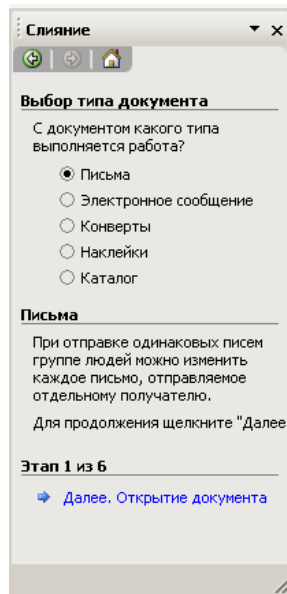 Слияние
Выбор типа документа
С документом какого типа
выполняется работа?
Письма
Электронное сообщение
Конверты
Наклейки
Каталог
Письма
При отправке одинаковых писем
группе людей можно изменить
каждое письмо, отправляемое
отдельному получателю.
Для продолжения щелкните "Далее
Этап 1 из 6
Далее. Открытие документа